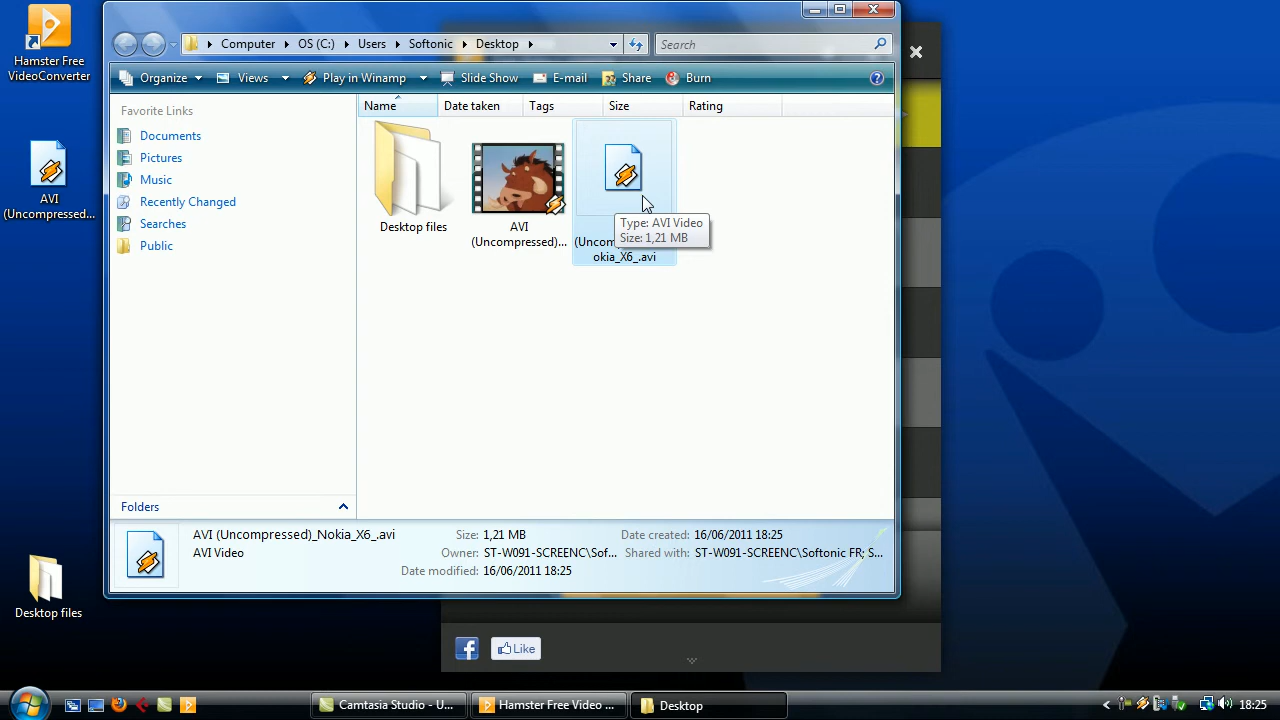 Hamster Free
VideoConverter
AVI
(Uncompressed...
Desktop files
Computer
OS (C:)
Users
Softonic
Desktop
Search
Organize
Views
Play in Winamp
Slide Show
E-mail
Share
Burn
Favorite Links
Documents
Pictures
Music
Recently Changed
Searches
Public
Folders
Name
Date taken
Tags
Size
Rating
Desktop files
AVI
(Uncompressed)...
okia_X6_.avi
Type: AVI Video
Size: 1,21 MB
AVI (Uncompressed)_Nokia_X6_.avi
AVI Video
Size: 1,21 MB
Owner: ST-W091-SCREENC\Sof...
Date modified: 16/06/2011 18:25
Date created: 16/06/2011 18:25
Shared with: ST-W091-SCREENC\Softonic FR; S...
f Like
Camtasia Studio - U...
Hamster Free Video ...
Desktop
18:25